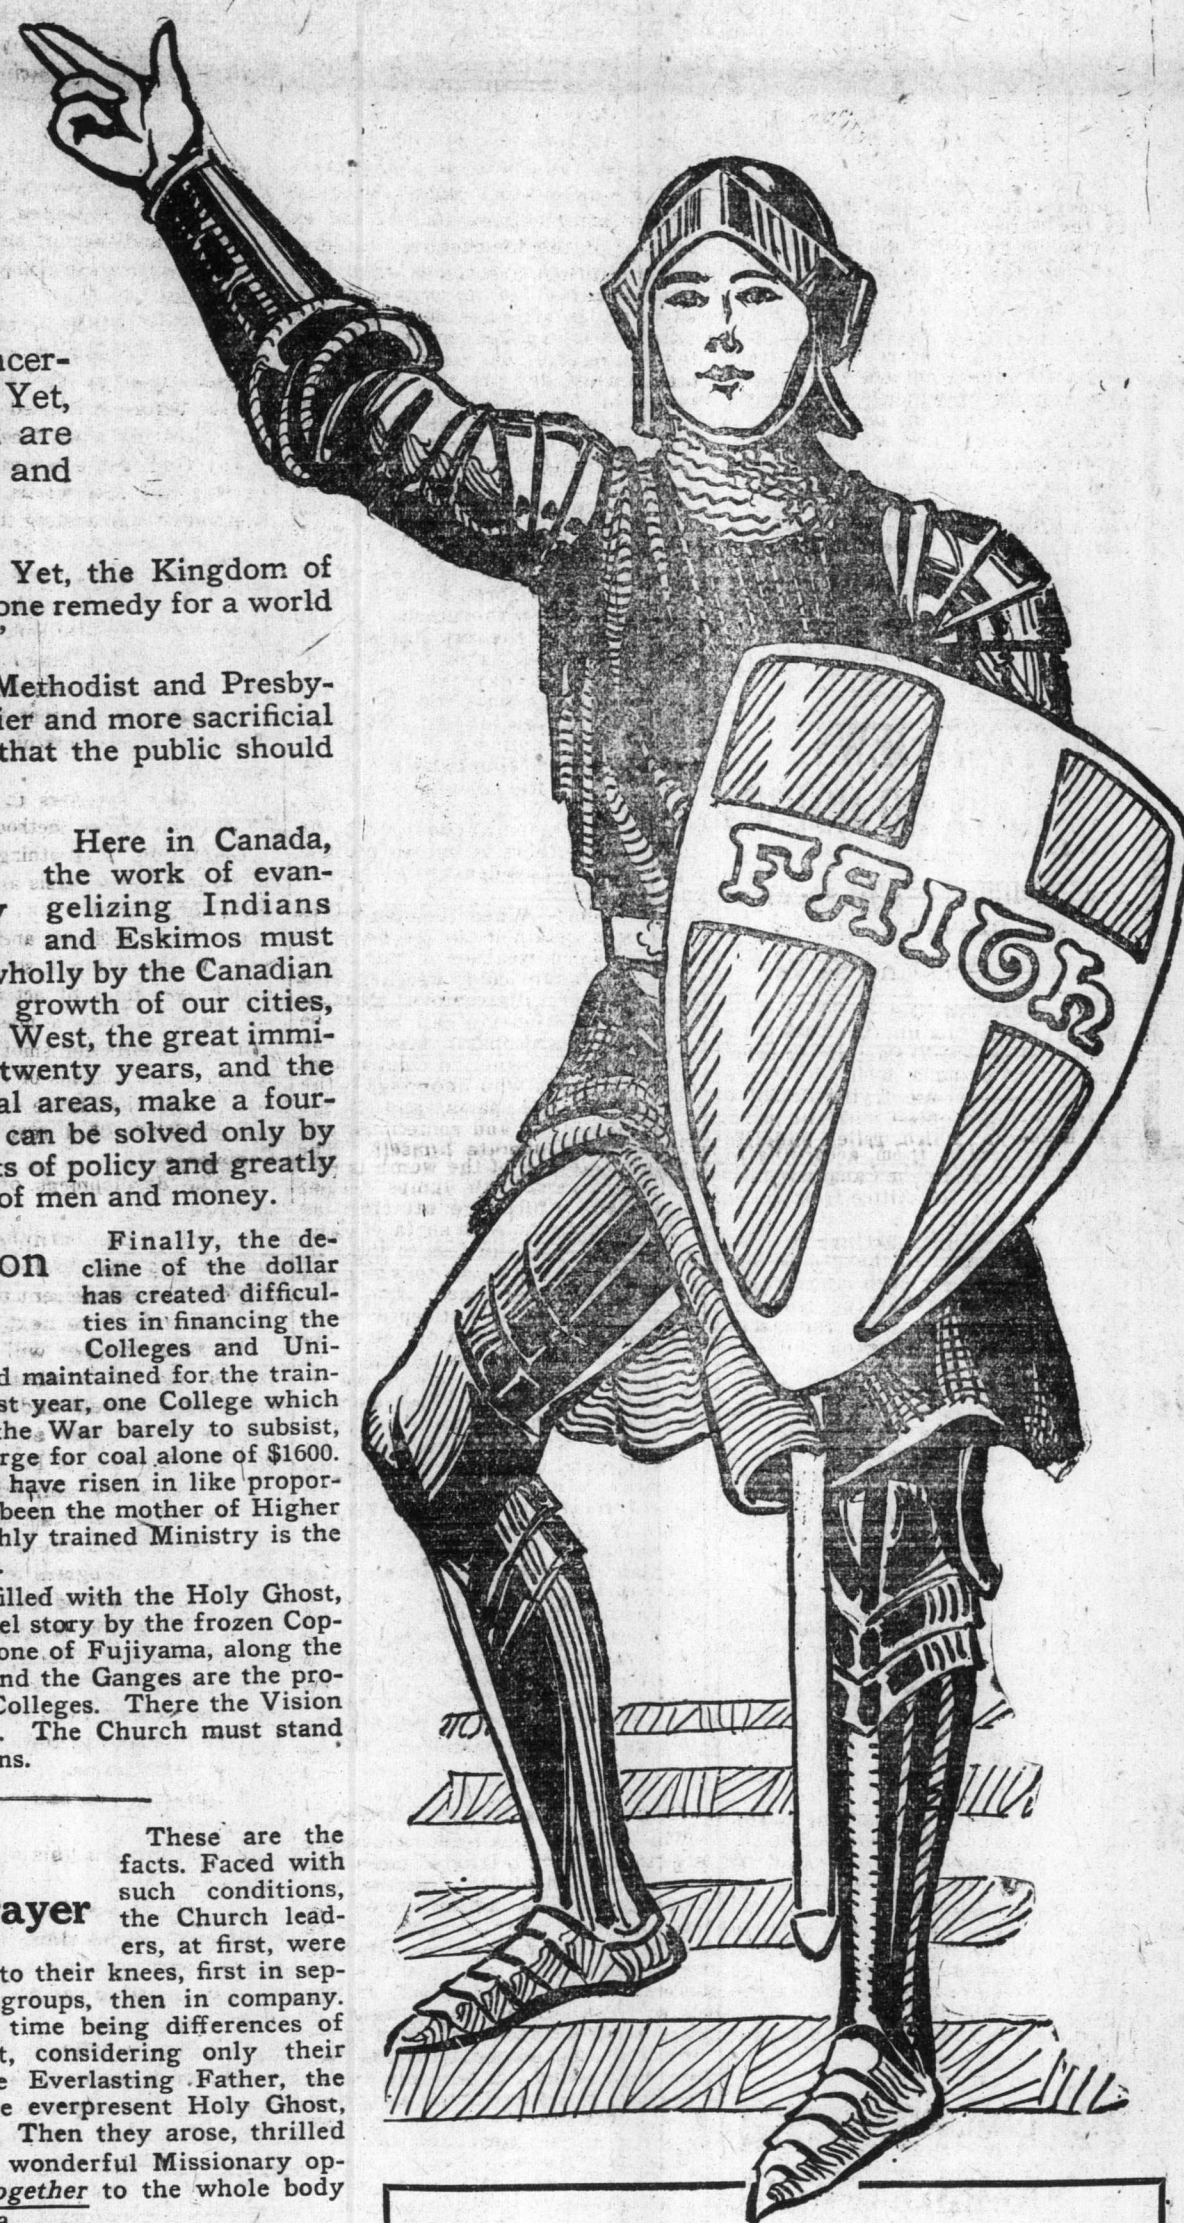 Yet,
are
and
Yet, the Kingdom of
one remedy for a world
Methodist and Presby-
ier and more sacrificial
that the public should
Here in Canada,
the work of evan-
gelizing Indians
and Eskimos must
wholly by the Canadian
growth of our cities,
West, the great immi-
twenty years, and the
al areas, make a four-
can be solved only by
ts of policy and greatly
of men and money.
Finally, the de-
on cline of the dollar
has created difficul-
ties in financing the
Colleges and Uni-
d maintained for the train-
st year, one College which
the War barely to subsist,
rge for coal alone of $1600.
have risen in like propor-
been the mother of Higher
hly trained Ministry is the
illed with the Holy Ghost,
el story by the frozen Cop-
one of Fujiyama, along the
nd the Ganges are the pro-
Colleges. There the Vision
. The Church must stand
ns.
These are the
facts. Faced with
such conditions,
ayer the Church lead-
ers, at first, were
to their knees, first in sep-
groups, then in company.
time being differences of
t, considering only their
e Everlasting Father, the
e everpresent Holy Ghost,
Then they arose, thrilled
wonderful Missionary op-
ogether to the whole body
FAITh